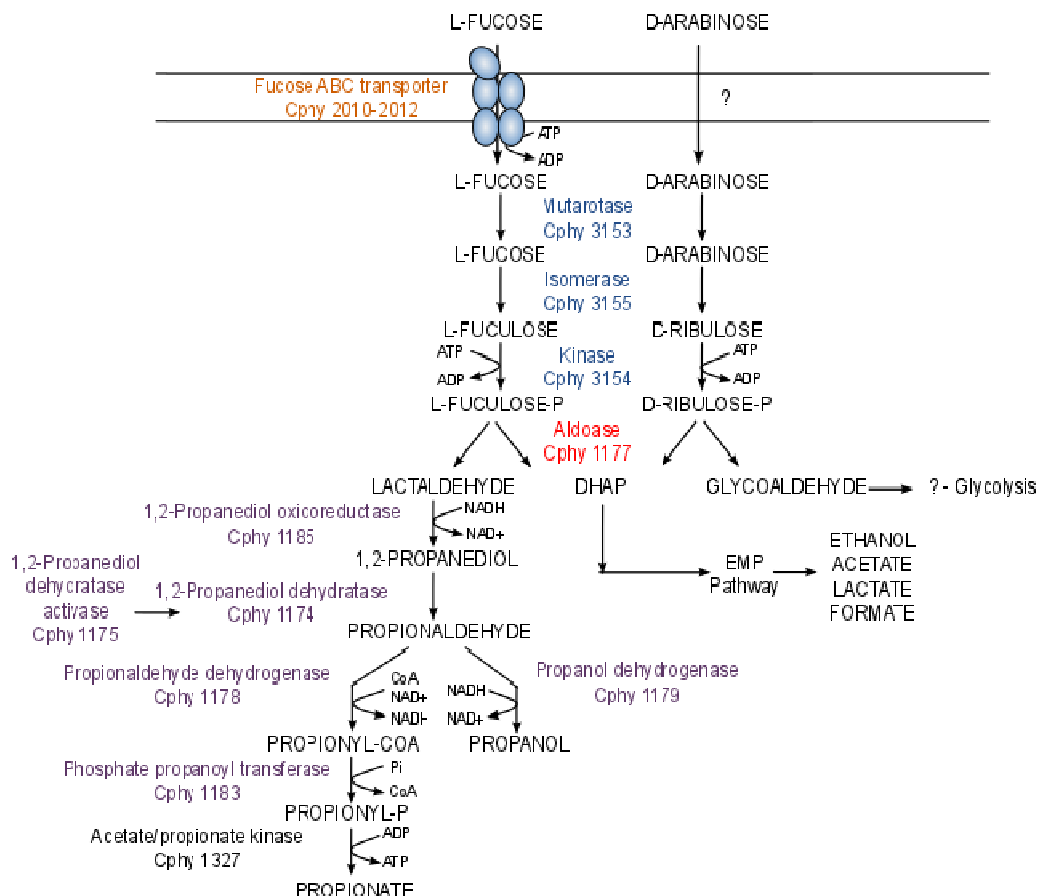 L-FUCOSE
D-ARABINOSE
Fucose ABC transporter
Cphy 2010-2012
?
ATP
ADP
L-FUCOSE
D-ARABINOSE
Mutarotase
Cphy 3153
L-FUCOSE
D-ARABINOSE
Isomerase
Cphy 3155
L-FUCULOSE
D-RIBULOSE
ATP
ADP
Kinase
Cphy 3154
ATP
ADP
L-FUCULOSE-P
D-RIBULOSE-P
Aldoase
Cphy 1177
LACTALDEHYDE
DHAP
GLYCOALDEHYDE
? - Glycolysis
1,2-Propanediol oxicoreductase
Cphy 1185
NADH
NAD+
1,2-PROPANEDIOL
EMP
Pathway
ETHANOL
ACETATE
LACTATE
FORMATE
1,2-Propanediol
dehycratase
activase
Cphy 1175
1,2-Propanediol dehydratase
Cphy 1174
PROPIONALDEHYDE
Propionaldehyde dehydrogenase
Cphy 1178
CoA
NAD+
NADH
NADH
NAD+
Propanol dehydrogenase
Cphy 1179
PROPIONYL-COA
PROPANOL
Phosphate propanoyl transferase
Cphy 1183
Pi
CoA
PROPIONYL-P
Acetate/propionate kinase
Cphy 1327
ADP
ATP
PROPIONATE